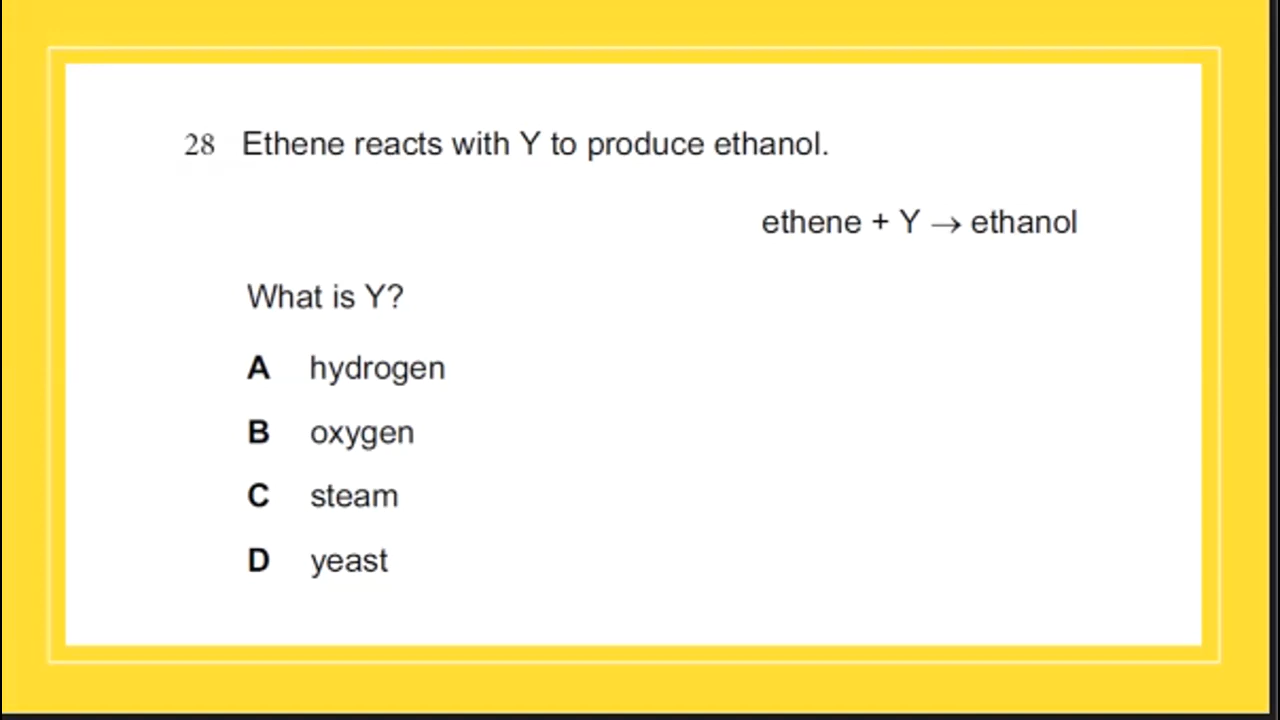 28 Ethene reacts with Y to produce ethanol.
ethene + Y → ethanol
What is Y?
A hydrogen
B oxygen
C steam
D yeast